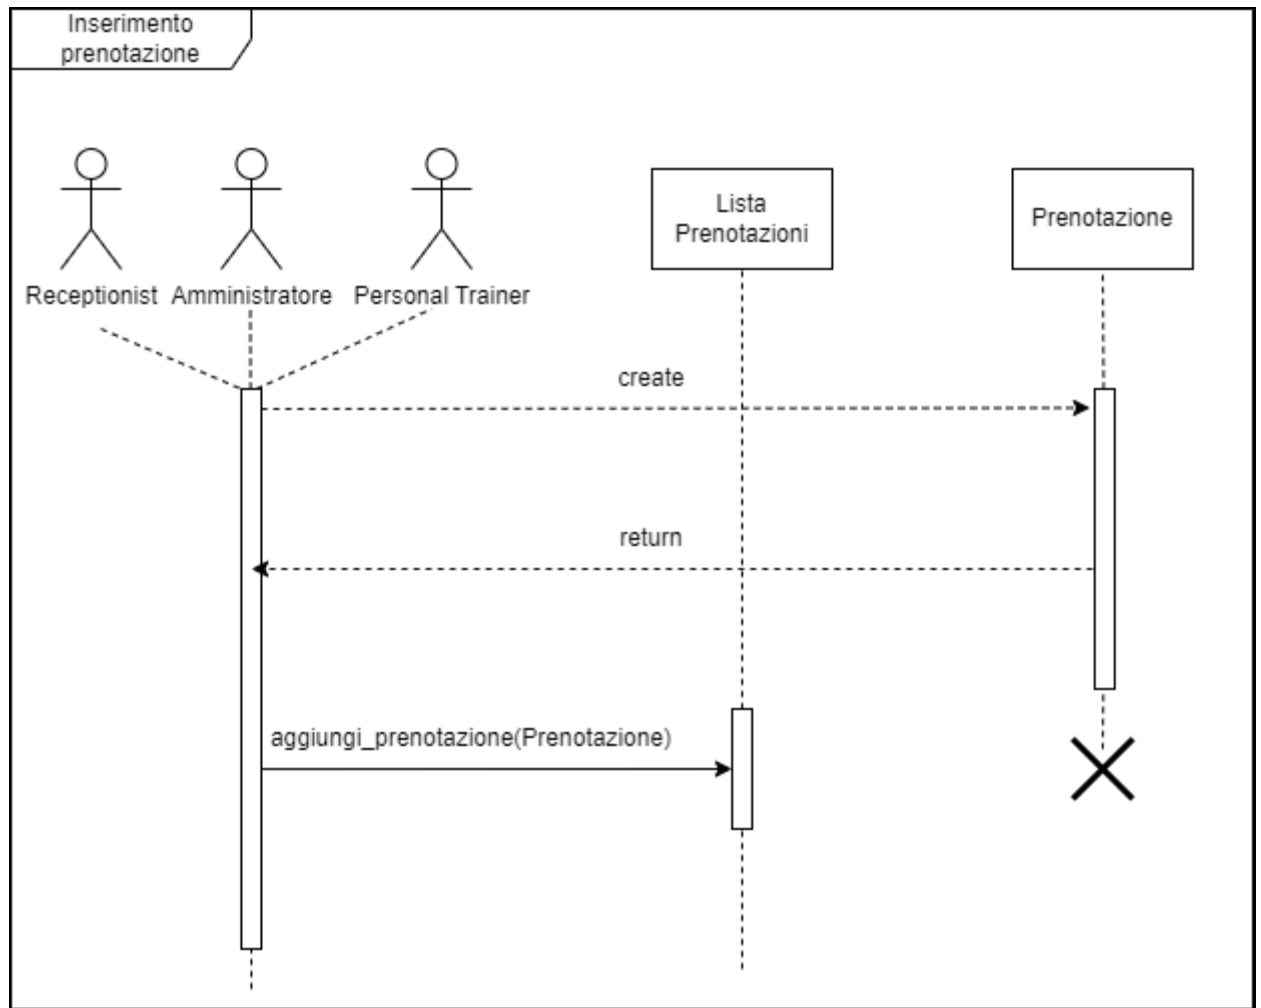 Inserimento
prenotazione
Receptionist
Amministratore
Personal Trainer
Lista
Prenotazioni
Prenotazione
create
return
aggiungi_prenotazione(Prenotazione)